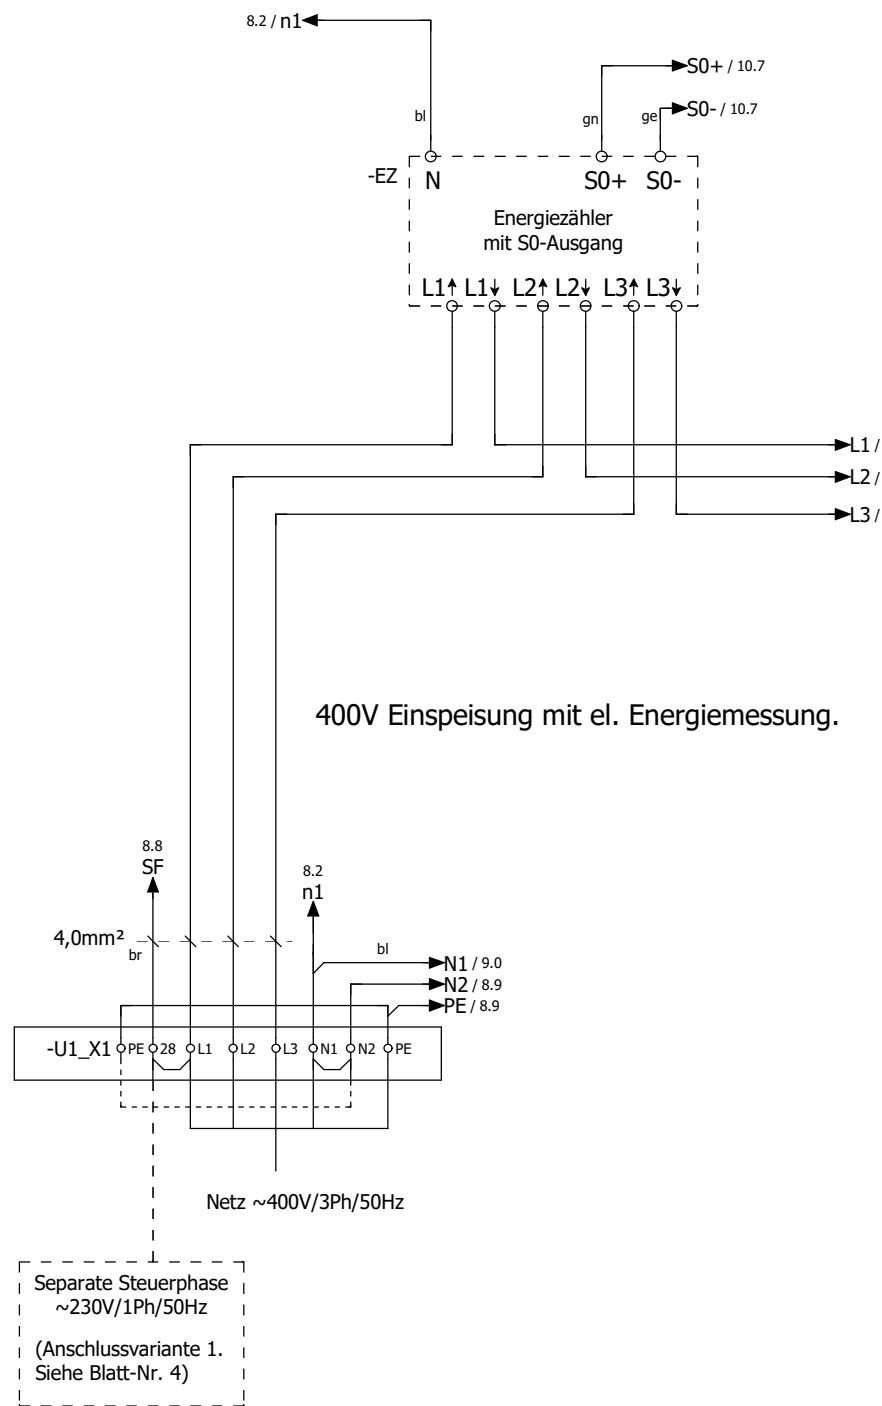 8.2 / n1
S0+ / 10.7
S0- / 10.7
bl
gn
ge
-EZ
N
S0+
S0-
Energiezähler
mit S0-Ausgang
L1 L1 L2 L2 L3 L3
L1 /
L2 /
L3 /
400V Einspeisung mit el. Energiemessung.
8.8
SF
8.2
n1
4,0mm²
br
bl
N1 / 9.0
N2 / 8.9
PE / 8.9
-U1_X1 PE 28 L1 L2 L3 N1 N2 PE
Netz ~400V/3Ph/50Hz
Separate Steuerphase
~230V/1Ph/50Hz
(Anschlussvariante 1.
Siehe Blatt-Nr. 4)